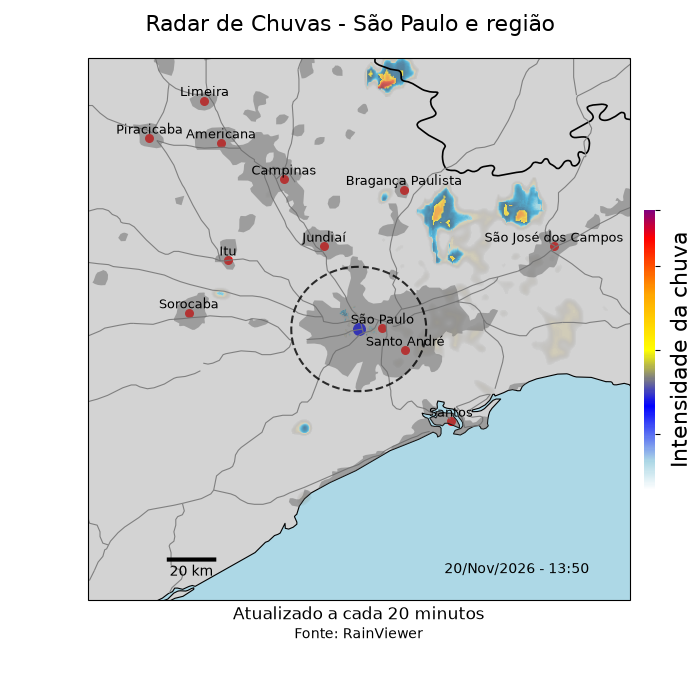 Radar de Chuvas - São Paulo e região
Limeira
Piracicaba
Americana
Campinas
Bragança Paulista
Jundiaí
São José dos Campos
Itu
Sorocaba
São Paulo
Santo André
Santos
Intensidade da chuva
20 km
20/Nov/2026 - 13:50
Atualizado a cada 20 minutos
Fonte: RainViewer